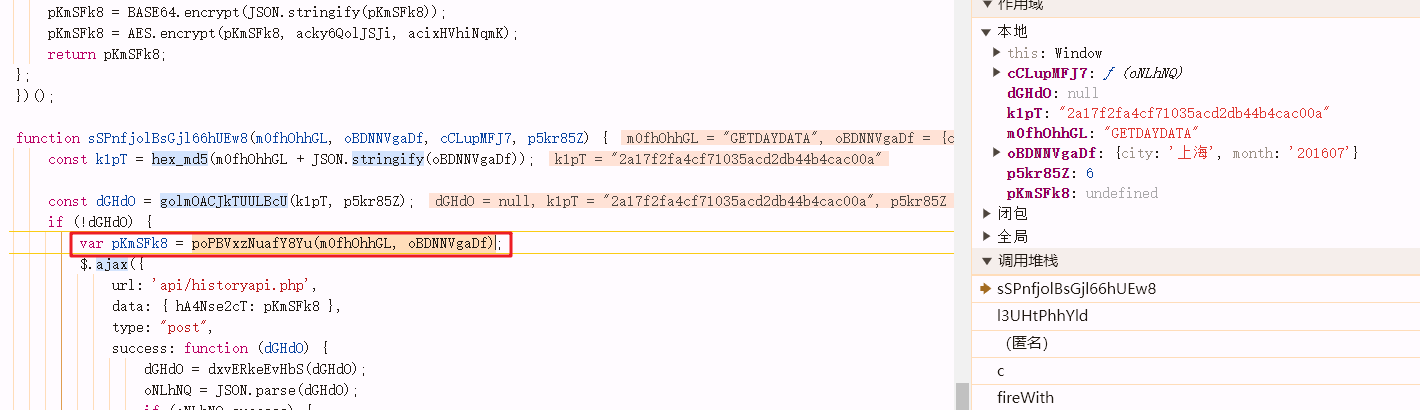 pKmSFk8 = BASE64.encrypt(JSON.stringify(pKmSFk8));
pKmSFk8 = AES.encrypt(pKmSFk8, acky6QolJSJi, acixHVhiNqmK);
return pKmSFk8;
};
})();
function sSPnfjolBsGjl66hUEw8(m0fhOhhGL, oBDNNVgaDf, cCLupMFJ7, p5kr85Z) { m0fhOhhGL = "GETDAYDATA", oBDNNVgaDf = {c
const k1pT = hex_md5(m0fhOhhGL + JSON.stringify(oBDNNVgaDf)); k1pT = "2a17f2fa4cf71035acd2db44b4cac00a"
const dGHdO = golmOACJkTUULBcU(k1pT, p5kr85Z); dGHdO = null, k1pT = "2a17f2fa4cf71035acd2db44b4cac00a", p5kr85Z
if (!dGHdO) {
var pKmSFk8 = poPBVxzNuafY8Yu(m0fhOhhGL, oBDNNVgaDf);
$.ajax({
url: 'api/historyapi.php',
data: { hA4Nse2cT: pKmSFk8 },
type: "post",
success: function (dGHdO) {
dGHdO = dxvERkeEvHbS(dGHdO);
oNLhNQ = JSON.parse(dGHdO);
if (oNLhNQ.success) {
作用域
本地
this: Window
cCLupMFJ7: ƒ (oNLhNQ)
dGHdO: null
k1pT: "2a17f2fa4cf71035acd2db44b4cac00a"
m0fhOhhGL: "GETDAYDATA"
oBDNNVgaDf: {city: '上海', month: '201607'}
p5kr85Z: 6
pKmSFk8: undefined
闭包
全局
调用堆栈
sSPnfjolBsGjl66hUEw8
l3UHtPhhYld
(匿名)
c
fireWith